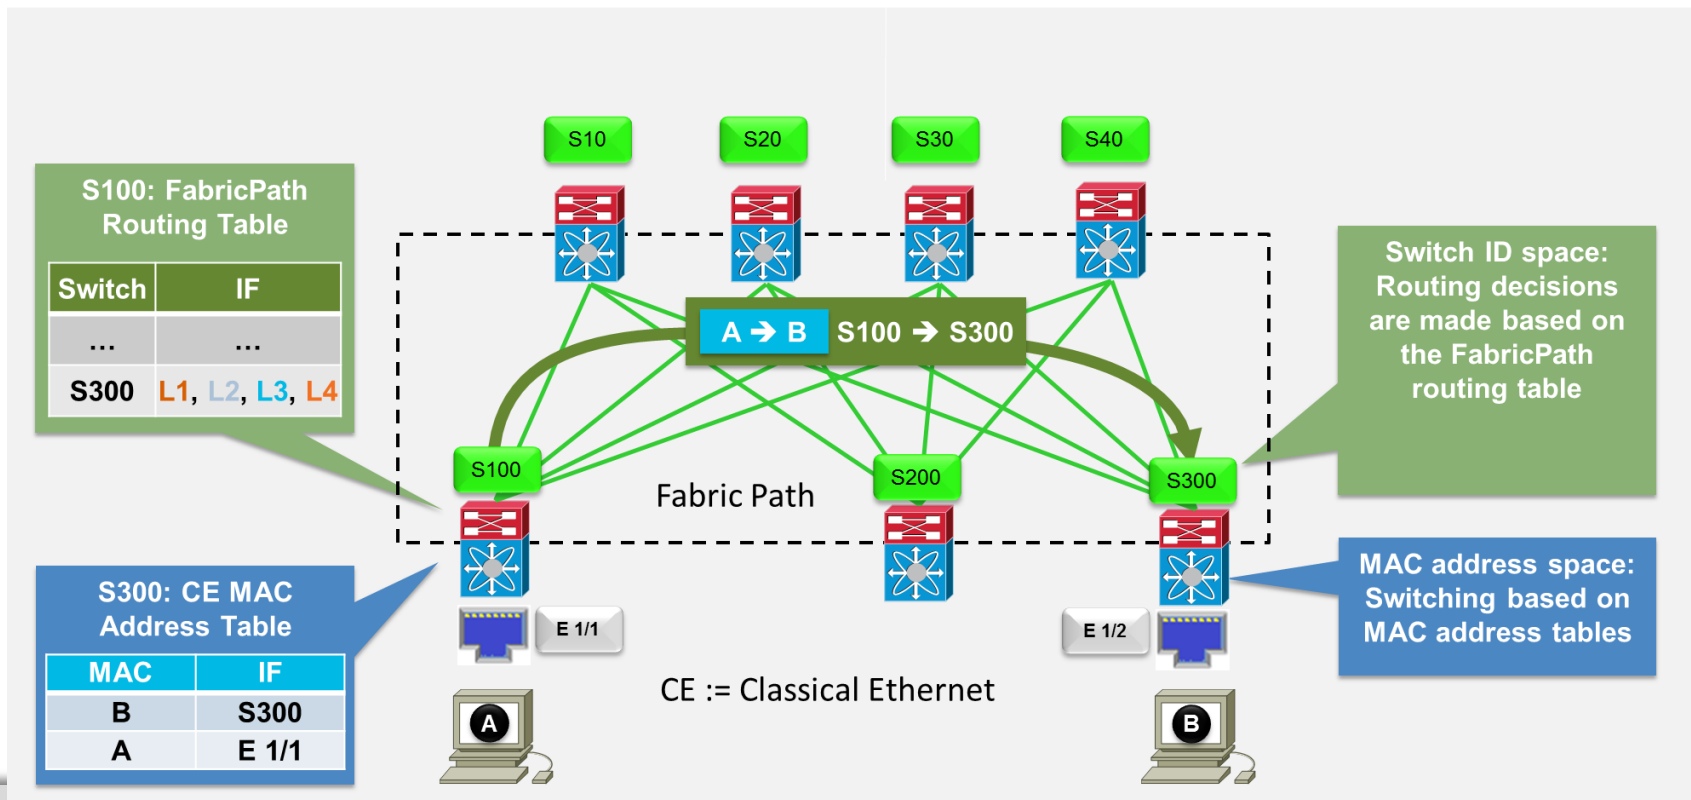 S10
S20
S30
S40
S100: FabricPath
Routing Table
Switch IF
... ...
S300 L1, L2, L3, L4
Switch ID space:
Routing decisions
are made based on
the FabricPath
routing table
A → B S100 → S300
S100
S200
S300
Fabric Path
S300: CE MAC
Address Table
MAC IF
B S300
A E 1/1
MAC address space:
Switching based on
MAC address tables
E 1/1
E 1/2
CE := Classical Ethernet
A
B